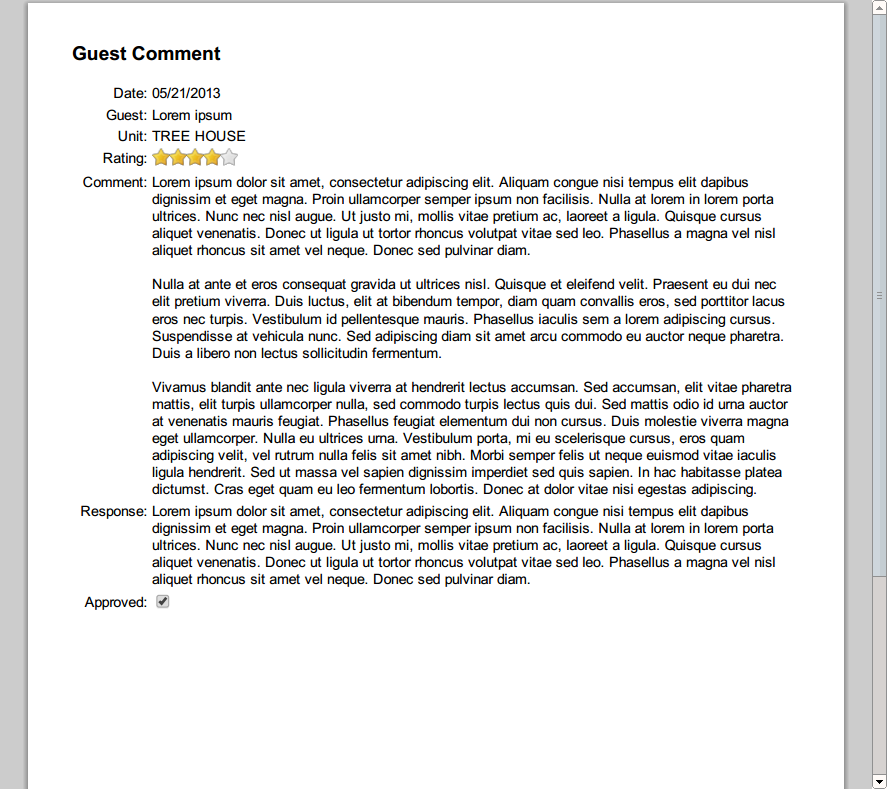 Guest Comment
Date: 05/21/2013
Guest: Lorem ipsum
Unit: TREE HOUSE
Rating:
Comment: Lorem ipsum dolor sit amet, consectetur adipiscing elit. Aliquam congue nisi tempus elit dapibus
dignissim et eget magna. Proin ullamcorper semper ipsum non facilisis. Nulla at lorem in lorem porta
ultrices. Nunc nec nisl augue. Ut justo mi, mollis vitae pretium ac, laoreet a ligula. Quisque cursus
aliquet venenatis. Donec ut ligula ut tortor rhoncus volutpat vitae sed leo. Phasellus a magna vel nisl
aliquet rhoncus sit amet vel neque. Donec sed pulvinar diam.
Nulla at ante et eros consequat gravida ut ultrices nisl. Quisque et eleifend velit. Praesent eu dui nec
elit pretium viverra. Duis luctus, elit at bibendum tempor, diam quam convallis eros, sed porttitor lacus
eros nec turpis. Vestibulum id pellentesque mauris. Phasellus iaculis sem a lorem adipiscing cursus.
Suspendisse at vehicula nunc. Sed adipiscing diam sit amet arcu commodo eu auctor neque pharetra.
Duis a libero non lectus sollicitudin fermentum.
Vivamus blandit ante nec ligula viverra at hendrerit lectus accumsan. Sed accumsan, elit vitae pharetra
mattis, elit turpis ullamcorper nulla, sed commodo turpis lectus quis dui. Sed mattis odio id urna auctor
at venenatis mauris feugiat. Phasellus feugiat elementum dui non cursus. Duis molestie viverra magna
eget ullamcorper. Nulla eu ultrices urna. Vestibulum porta, mi eu scelerisque cursus, eros quam
adipiscing velit, vel rutrum nulla felis sit amet nibh. Morbi semper felis ut neque euismod vitae iaculis
ligula hendrerit. Sed ut massa vel sapien dignissim imperdiet sed quis sapien. In hac habitasse platea
dictumst. Cras eget quam eu leo fermentum lobortis. Donec at dolor vitae nisi egestas adipiscing.
Response: Lorem ipsum dolor sit amet, consectetur adipiscing elit. Aliquam congue nisi tempus elit dapibus
dignissim et eget magna. Proin ullamcorper semper ipsum non facilisis. Nulla at lorem in lorem porta
ultrices. Nunc nec nisl augue. Ut justo mi, mollis vitae pretium ac, laoreet a ligula. Quisque cursus
aliquet venenatis. Donec ut ligula ut tortor rhoncus volutpat vitae sed leo. Phasellus a magna vel nisl
aliquet rhoncus sit amet vel neque. Donec sed pulvinar diam.
Approved: